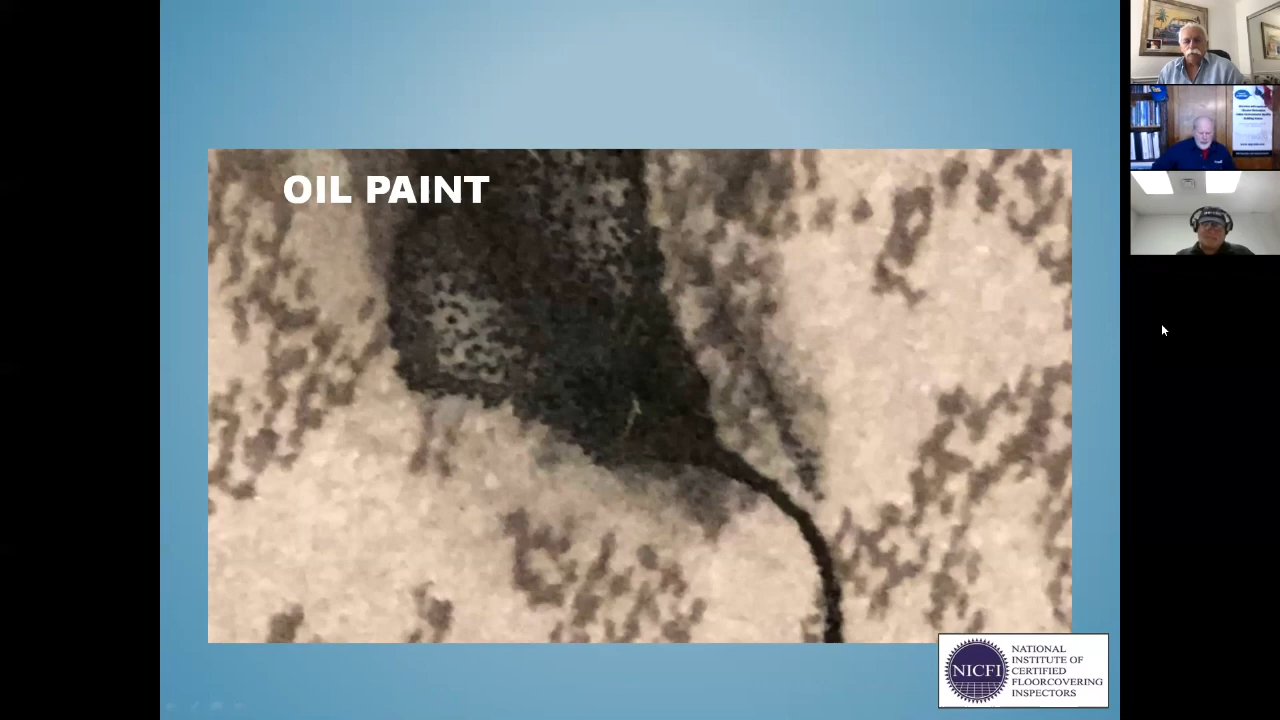 OIL PAINT
NICFI
NATIONAL
INSTITUTE OF
CERTIFIED
FLOORCOVERING
INSPECTORS